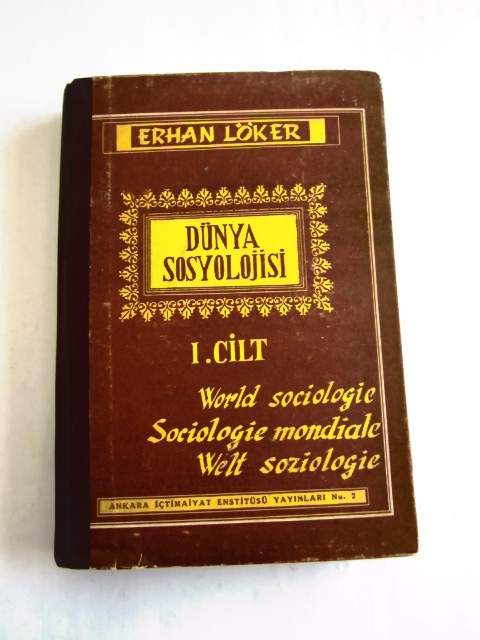 ERHAN LÖKER
DÜNYA
SOSYOLOJİSİ
I.CİLT
World sociologie
Sociologie mondiale
Welt soziologie
ANKARA İÇTİMAİYAT ENSTİTÜSÜ YAYINLARI Nu. 2